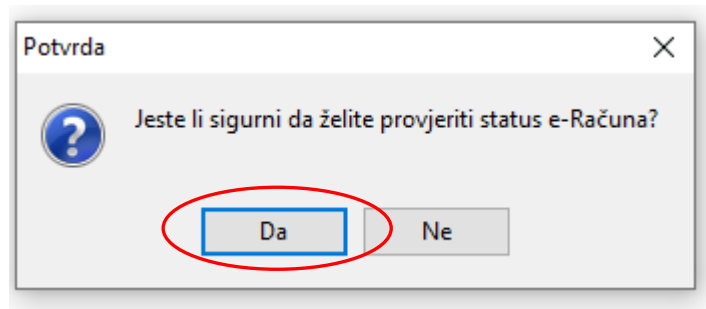 Potvrda
Jeste li sigurni da želite provjeriti status e-Računa?
Da
Ne